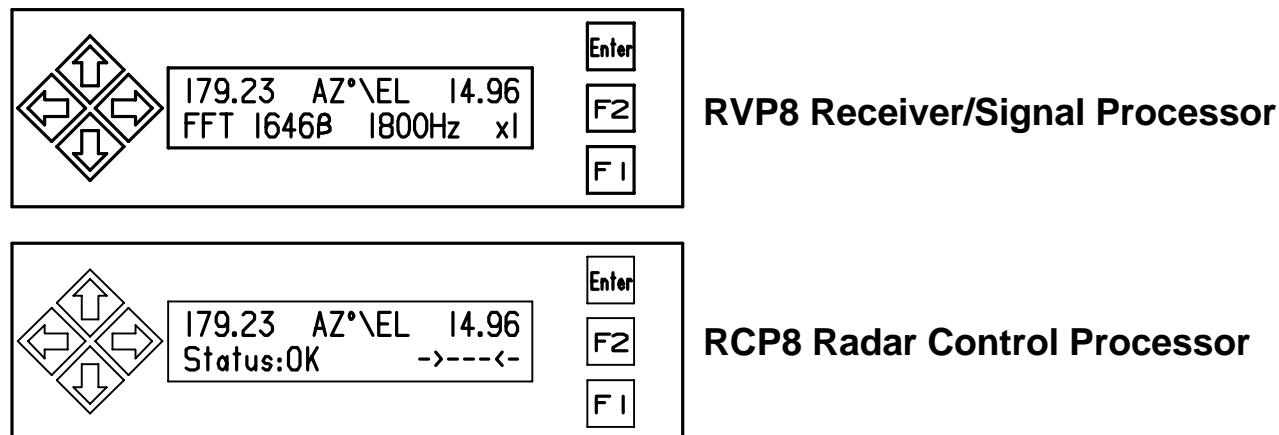 Enter
179.23 AZ°\EL 14.96
FFT 1646β 1800Hz x1
F2
F1
RVP8 Receiver/Signal Processor
Enter
179.23 AZ°\EL 14.96
Status:OK ->---<-
F2
F1
RCP8 Radar Control Processor